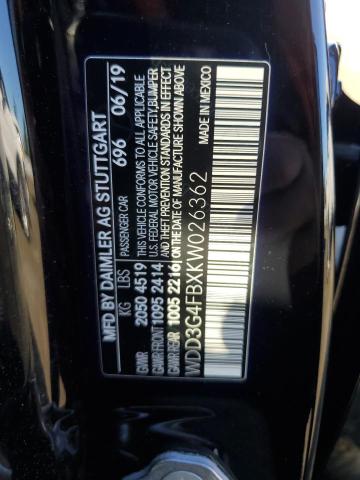 MFD BY DAIMLER AG STUTTGART
PASSENGER CAR 696 06/19
KG LBS
GVWR 2050 4519 THIS VEHICLE CONFORMS TO ALL APPLICABLE
GAWR FRONT 1095 2414 U.S. FEDERAL MOTOR VEHICLE SAFETY, BUMPER
GAWR REAR 1005 2216 AND THEFT PREVENTION STANDARDS IN EFFECT
ON THE DATE OF MANUFACTURE SHOWN ABOVE
WDD3G4FBXKW026362 MADE IN MEXICO